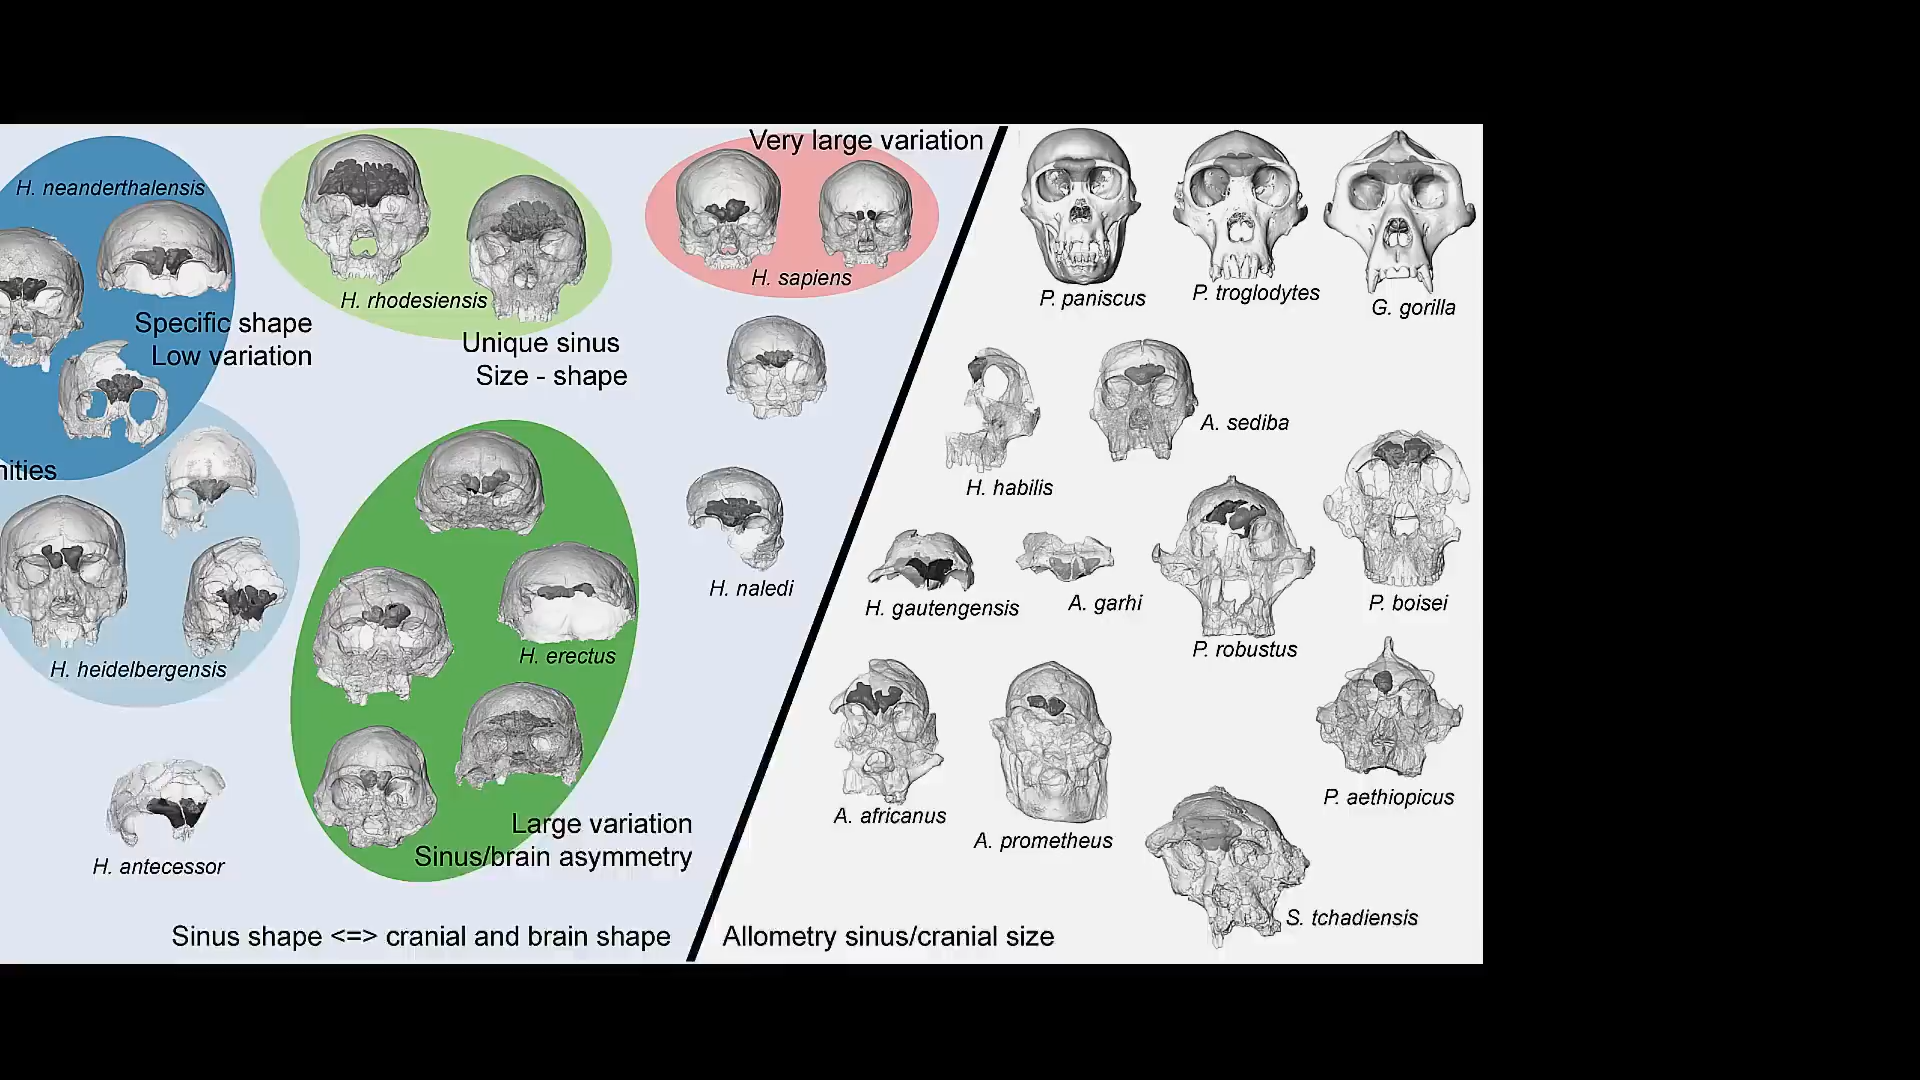 Very large variation
H. neanderthalensis
H. sapiens
H. rhodesiensis
P. paniscus
P. troglodytes
G. gorilla
Specific shape
Low variation
Unique sinus
Size - shape
A. sediba
H. habilis
H. naledi
H. gautengensis
A. garhi
P. boisei
P. robustus
H. erectus
H. heidelbergensis
P. aethiopicus
A. africanus
A. prometheus
Large variation
Sinus/brain asymmetry
H. antecessor
S. tchadiensis
Sinus shape <=> cranial and brain shape
Allometry sinus/cranial size